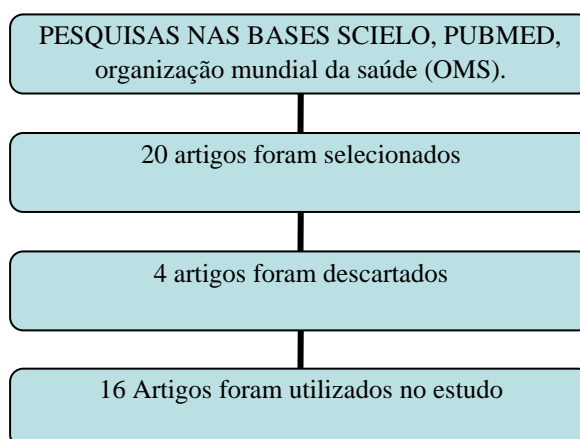 PESQUISAS NAS BASES SCIELO, PUBMED,
organização mundial da saúde (OMS).
20 artigos foram selecionados
4 artigos foram descartados
16 Artigos foram utilizados no estudo